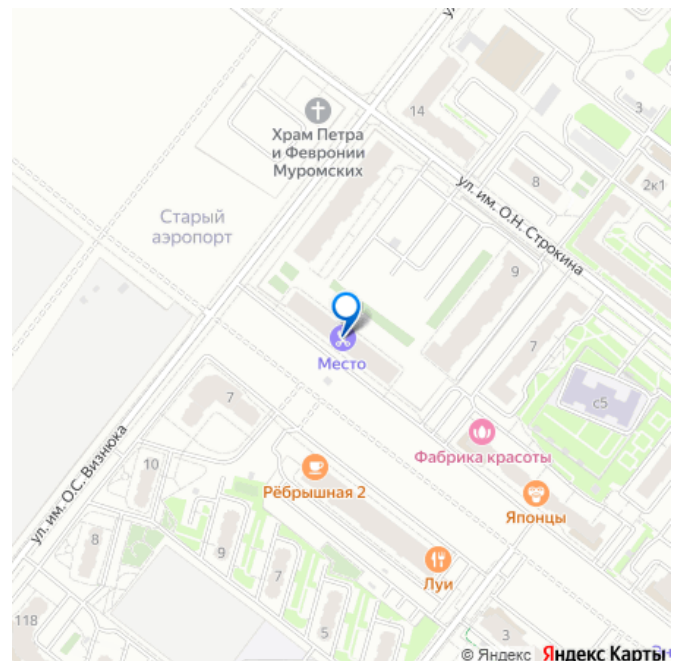 14
3
Храм Петра
и Февронии
Муромских
8
2к1
ул. им. О.Н. Строкина
Старый
аэропорт
9
Место
7
с5
7
Фабрика красоты
ул. им. О.С. Визнюка
10
Рёбрышная 2
Японцы
8
9
7
Луи
118
5
3
© Яндекс Яндекс Карты